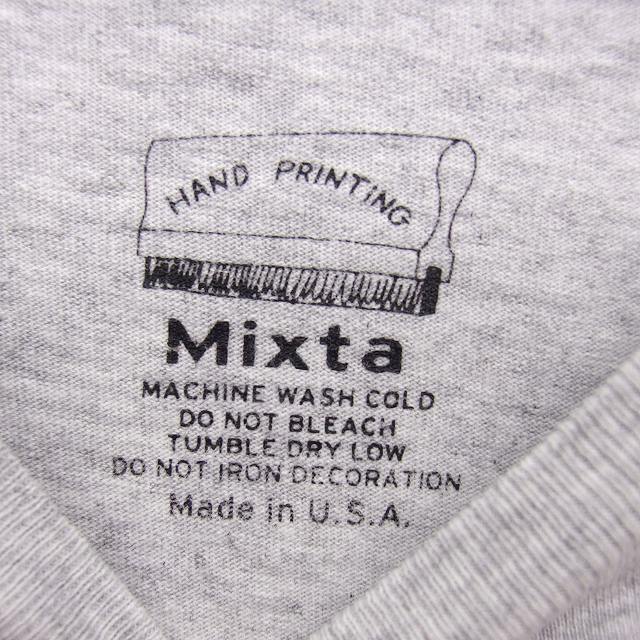 HAND PRINTING
Mixta
MACHINE WASH COLD
DO NOT BLEACH
TUMBLE DRY LOW
DO NOT IRON DECORATION
Made in U.S.A.